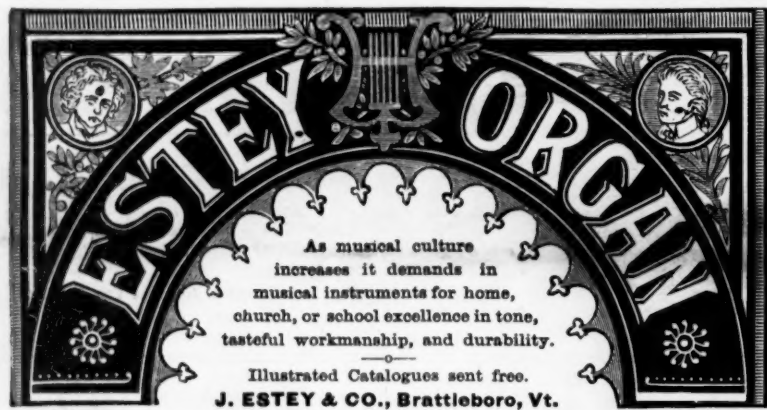 ESTEY ORGAN
As musical culture
increases it demands in
musical instruments for home,
church, or school excellence in tone,
tasteful workmanship, and durability.
Illustrated Catalogues sent free.
J. ESTEY & CO., Brattleboro, Vt.